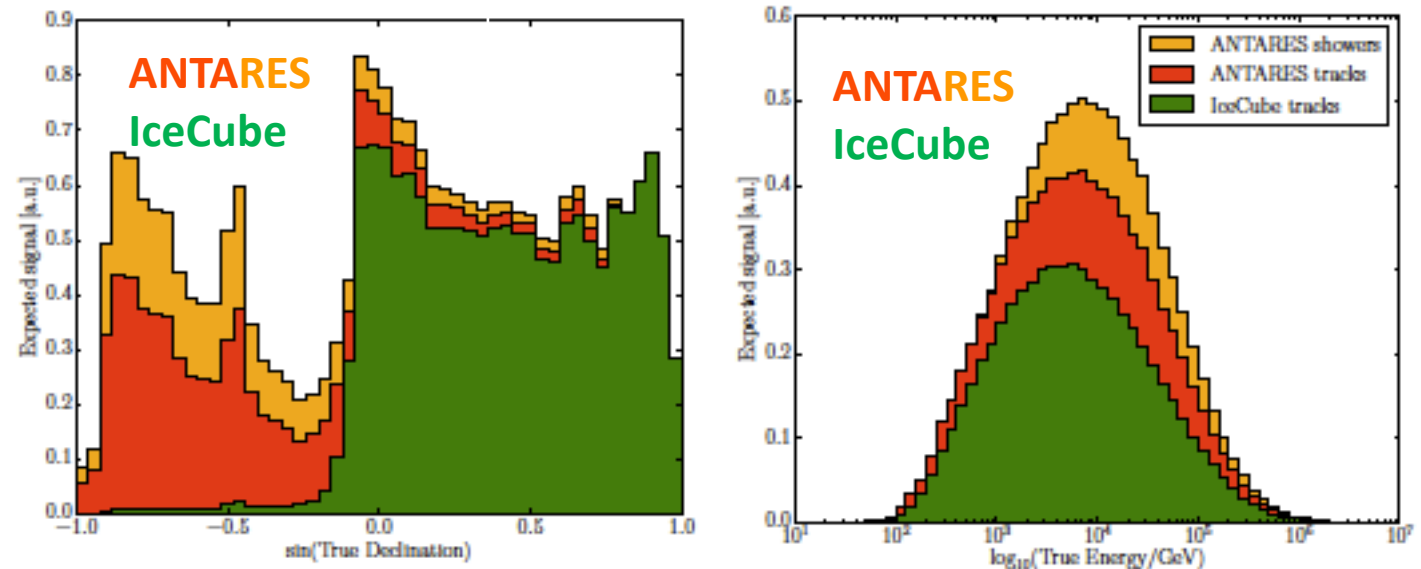 0.9
0.8
0.7
0.6
0.5
0.4
0.3
0.2
0.1
0.0
Expected signal [a.u.]
ANTARES
IceCube
−1.0
−0.5
0.0
0.5
1.0
sin(True Declination)
0.6
0.5
0.4
0.3
0.2
0.1
0.0
Expected signal [a.u.]
ANTARES
IceCube
ANTARES showers
ANTARES tracks
IceCube tracks
10¹
10²
10³
10⁴
10⁵
10⁶
10⁷
log₁₀(True Energy/GeV)